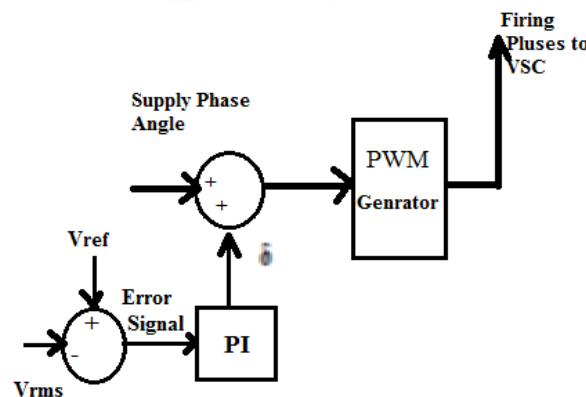 Firing
Pluses to
VSC
Supply Phase
Angle
+
+
PWM
Genrator
Vref
δ
Error
Signal
+
-
PI
Vrms